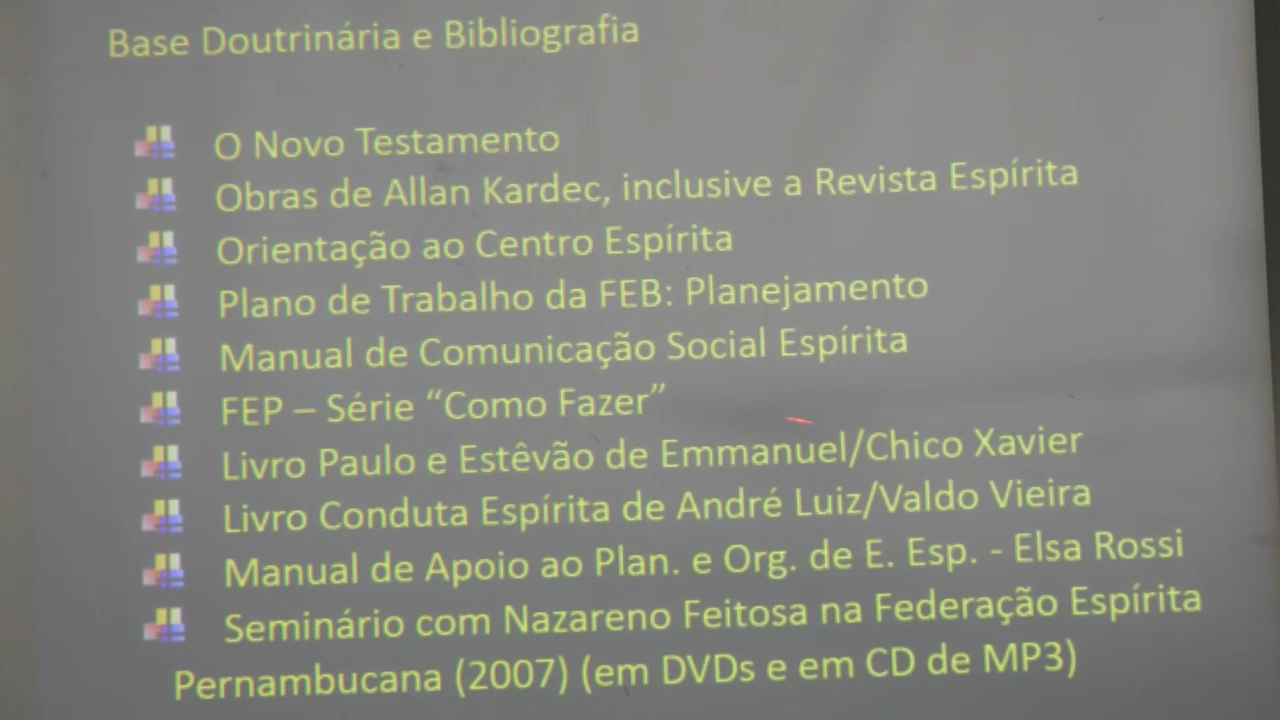 Base Doutrinária e Bibliografia
O Novo Testamento
Obras de Allan Kardec, inclusive a Revista Espírita
Orientação ao Centro Espírita
Plano de Trabalho da FEB: Planejamento
Manual de Comunicação Social Espírita
FEP – Série “Como Fazer”
Livro Paulo e Estêvão de Emmanuel/Chico Xavier
Livro Conduta Espírita de André Luiz/Valdo Vieira
Manual de Apoio ao Plan. e Org. de E. Esp. - Elsa Rossi
Seminário com Nazareno Feitosa na Federação Espírita
Pernambucana (2007) (em DVDs e em CD de MP3)